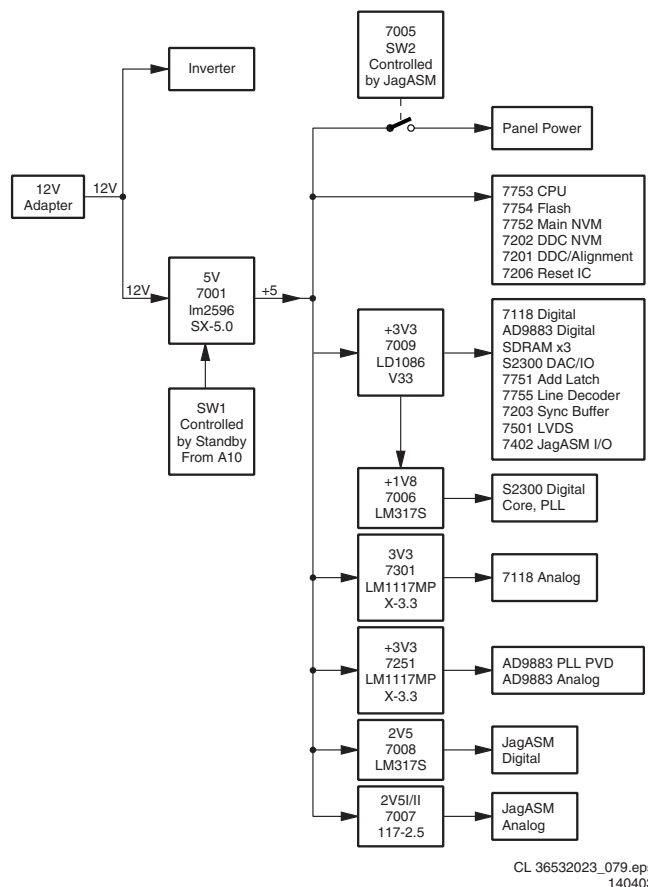 7005
SW2
Controlled
by JagASM
Inverter
Panel Power
12V
Adapter
12V
7753 CPU
7754 Flash
7752 Main NVM
7202 DDC NVM
7201 DDC/Alignment
7206 Reset IC
12V
5V
7001
lm2596
SX-5.0
+5
SW1
Controlled
by Standby
From A10
+3V3
7009
LD1086
V33
7118 Digital
AD9883 Digital
SDRAM x3
S2300 DAC/IO
7751 Add Latch
7755 Line Decoder
7203 Sync Buffer
7501 LVDS
7402 JagASM I/O
+1V8
7006
LM317S
S2300 Digital
Core, PLL
3V3
7301
LM1117MP
X-3.3
7118 Analog
+3V3
7251
LM1117MP
X-3.3
AD9883 PLL PVD
AD9883 Analog
2V5
7008
LM317S
JagASM
Digital
2V5I/II
7007
117-2.5
JagASM
Analog
CL 36532023_079.eps